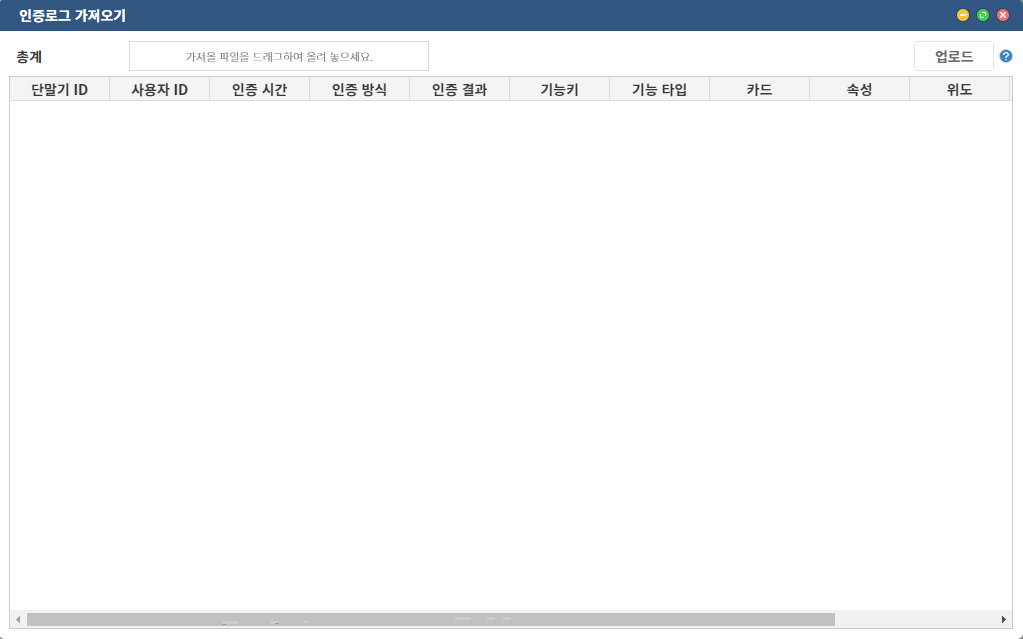 인증로그 가져오기
총계
가져올 파일을 드래그하여 올려 놓으세요.
업로드
?
단말기 ID 사용자 ID 인증 시간 인증 방식 인증 결과 기능키 기능 타입 카드 속성 위도